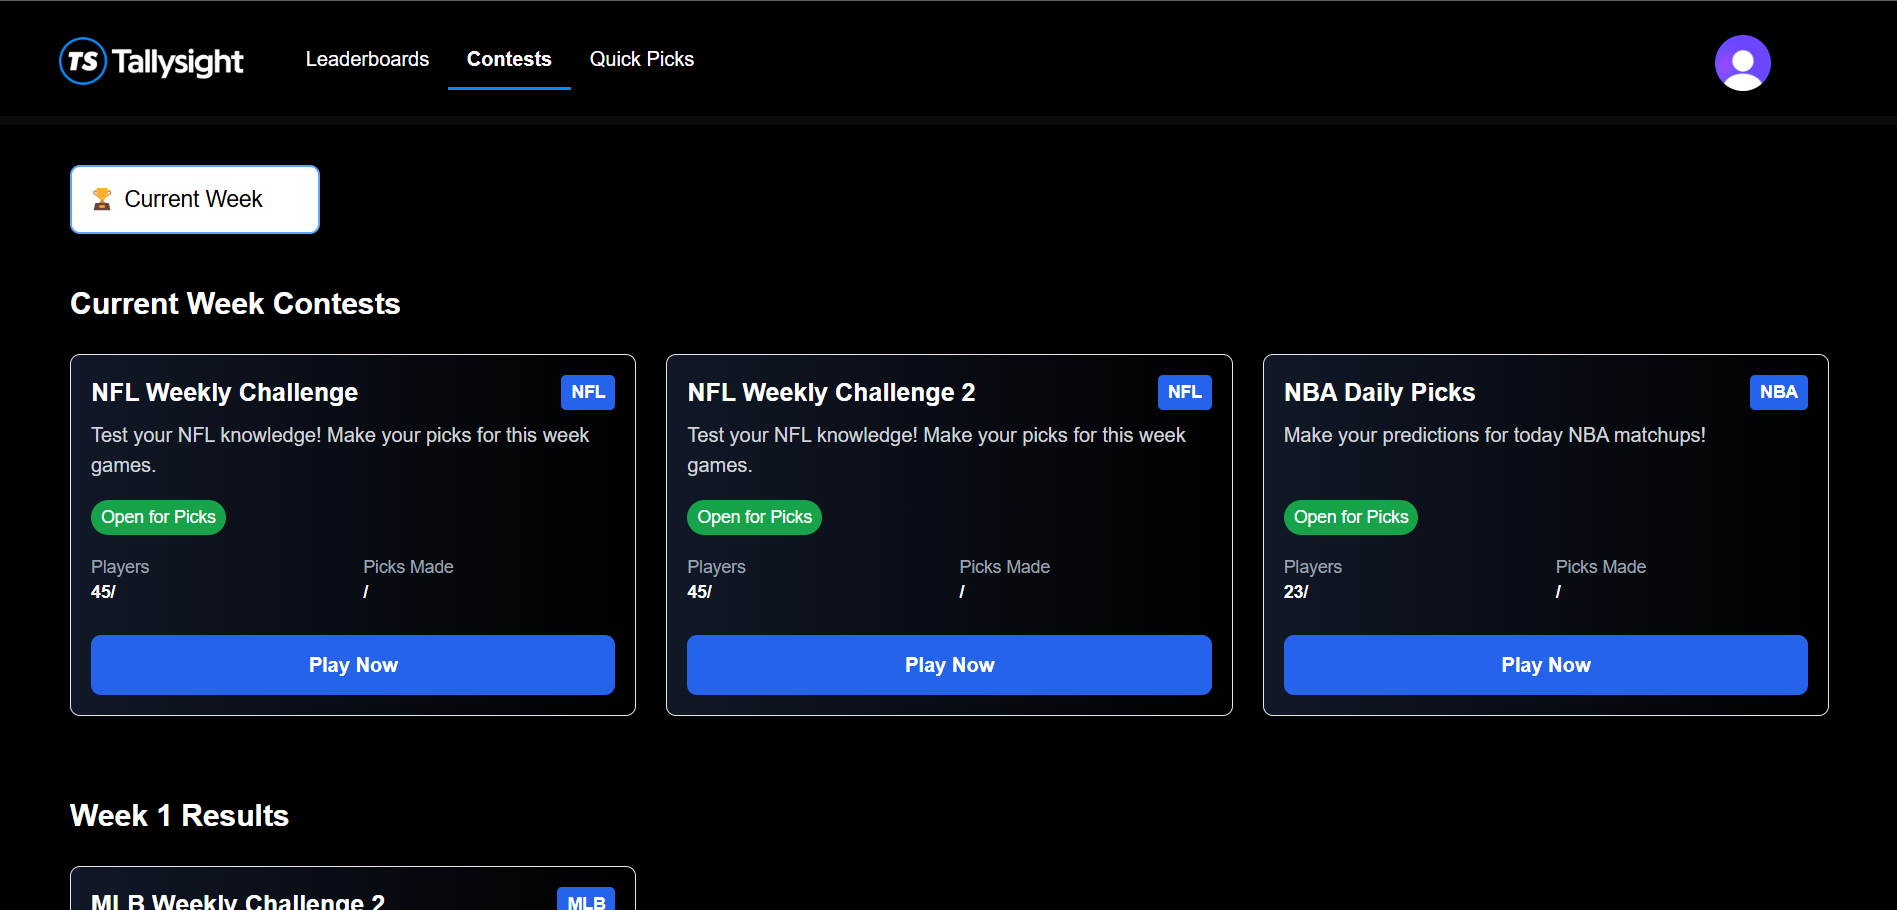 TS Tallysight
Leaderboards
Contests
Quick Picks
Current Week
Current Week Contests
NFL Weekly Challenge
NFL
Test your NFL knowledge! Make your picks for this week
games.
Open for Picks
Players
Picks Made
45/
/
Play Now
NFL Weekly Challenge 2
NFL
Test your NFL knowledge! Make your picks for this week
games.
Open for Picks
Players
Picks Made
45/
/
Play Now
NBA Daily Picks
NBA
Make your predictions for today NBA matchups!
Open for Picks
Players
Picks Made
23/
/
Play Now
Week 1 Results
MLB Weekly Challenge 2
MLB